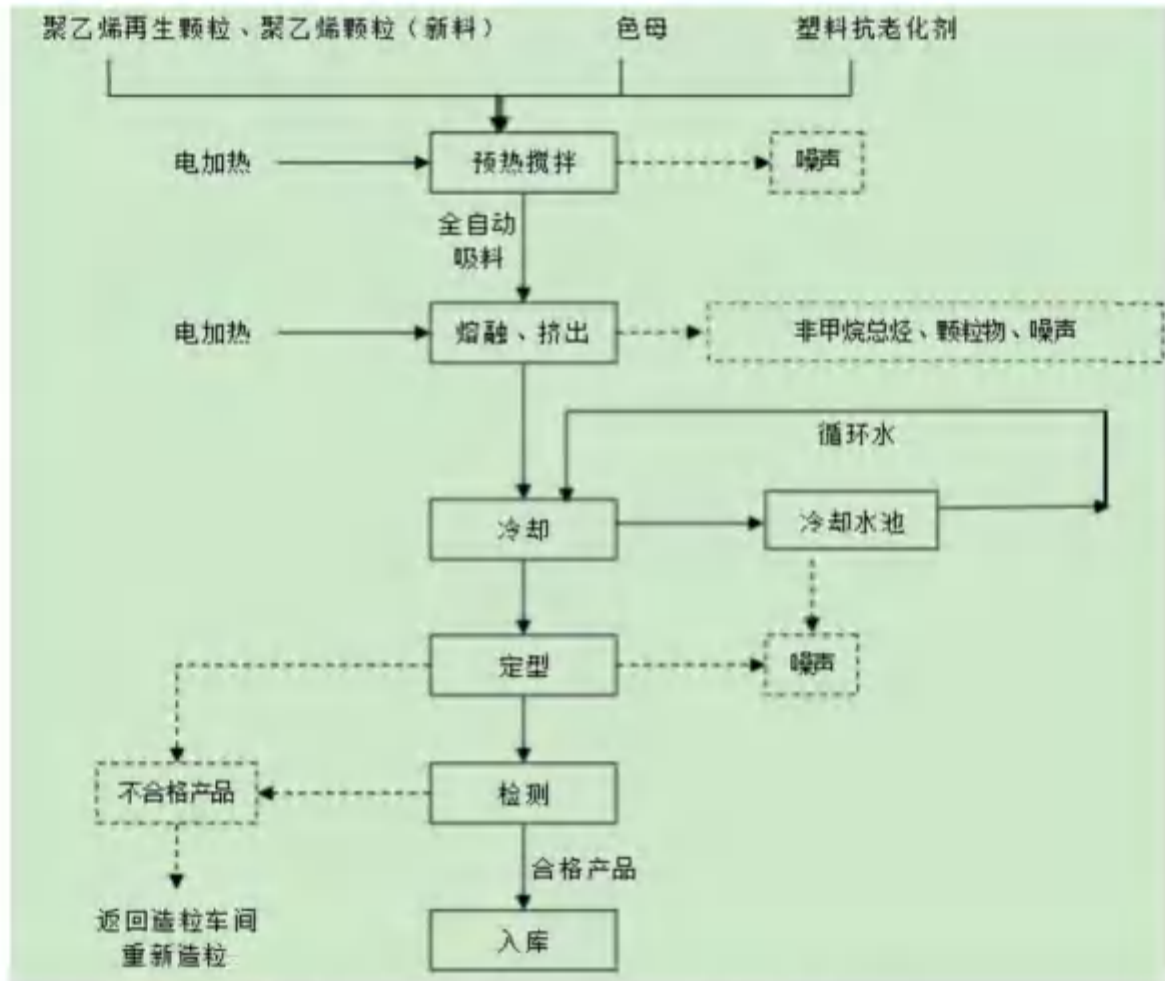 聚乙烯再生颗粒、聚乙烯颗粒（新料）
色母
塑料抗老化剂
电加热
预热搅拌
噪声
全自动
吸料
电加热
熔融、挤出
非甲烷总烃、颗粒物、噪声
循环水
冷却
冷却水池
定型
噪声
不合格产品
检测
合格产品
返回造粒车间
重新造粒
入库